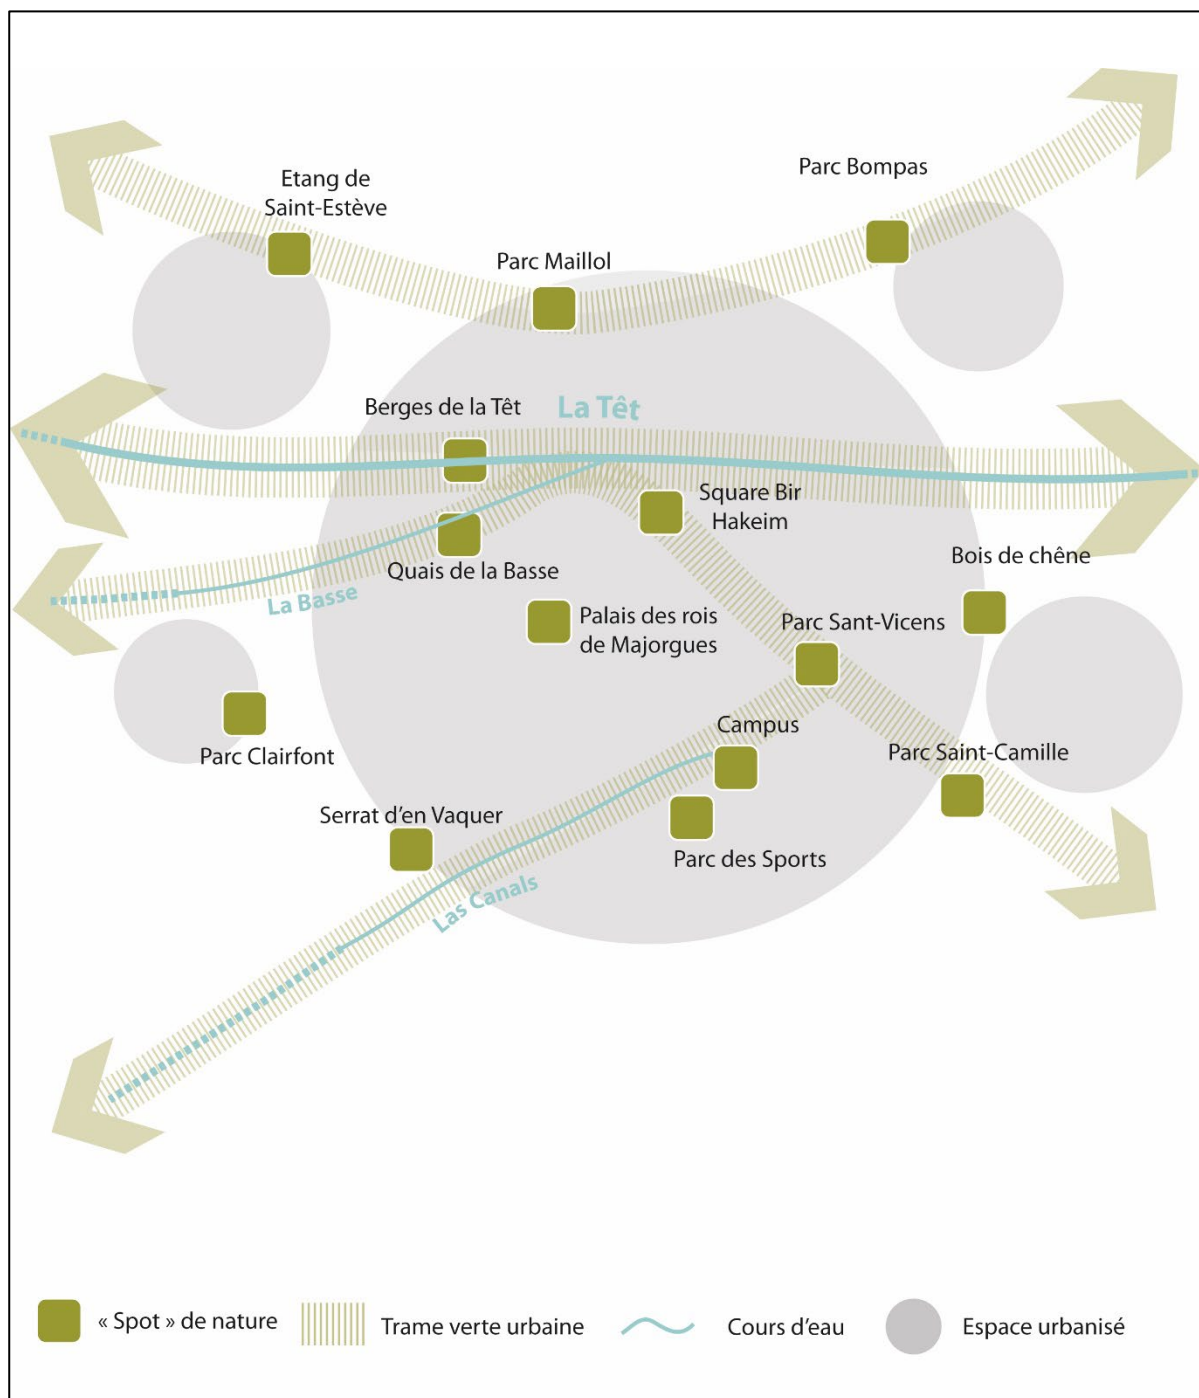 Parc Bompas
Etang de
Saint-Estève
Parc Maillol
Berges de la Têt
La Têt
Square Bir
Hakeim
Bois de chêne
Quais de la Basse
La Basse
Palais des rois
de Majorgues
Parc Sant-Vicens
Campus
Parc Clairfont
Parc Saint-Camille
Serrat d'en Vaquer
Parc des Sports
Las Canals
« Spot » de nature
Trame verte urbaine
Cours d'eau
Espace urbanisé